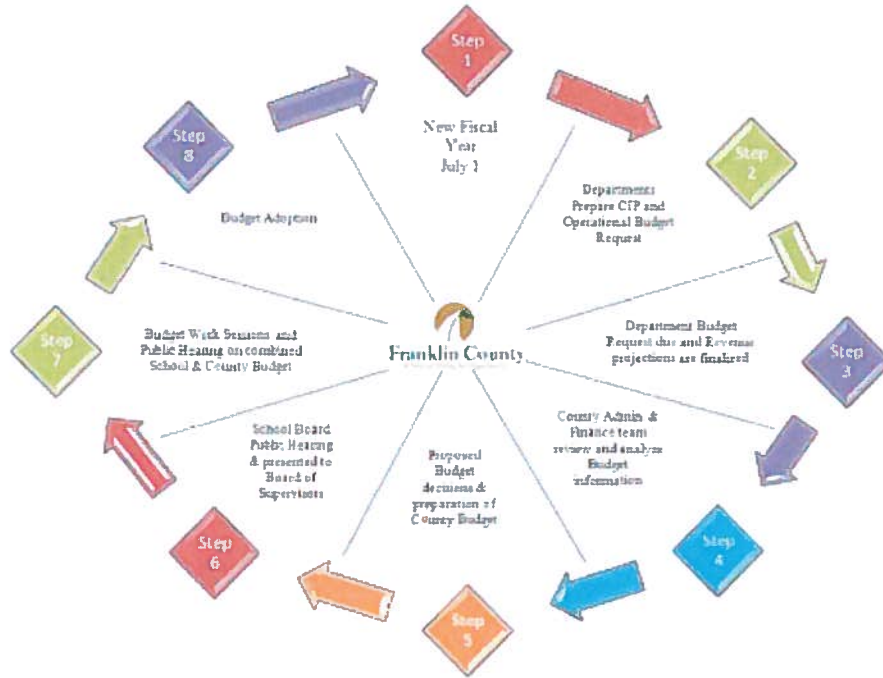 Step
1
New Fiscal
Year
July 1
Step
2
Departments
Prepare CIP and
Operational Budget
Request
Step
3
Department Budget
Request due and Revenue
projections are finalized
Step
4
County Admin &
Finance team
review and analyze
Budget
information
Step
5
Proposed
Budget
decisions &
preparation of
County Budget
Step
6
School Board
Public Hearing
& presented to
Board of
Supervisors
Step
7
Budget Work Sessions and
Public Hearing on combined
School & County Budget
Step
8
Budget Adoption
Franklin County